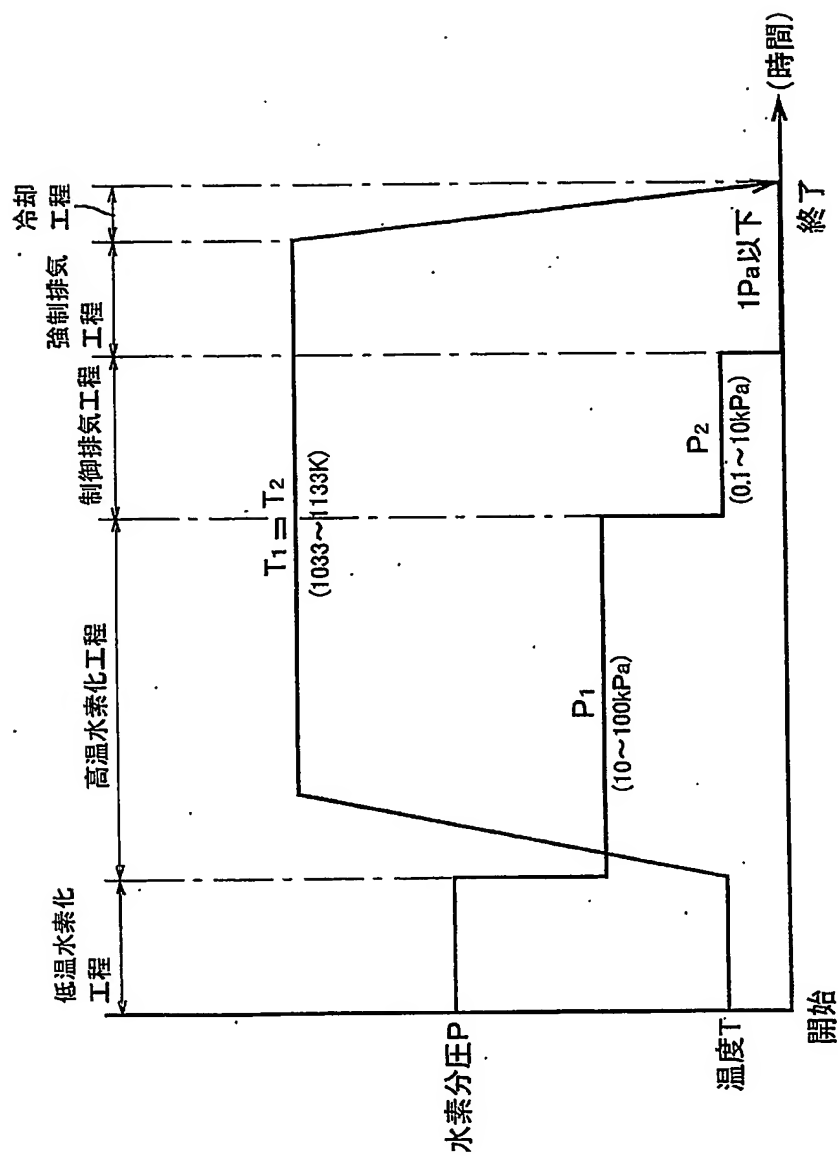 低温水素化
工程
高温水素化工程
制御排気工程
強制排気
工程
冷却
工程
水素分圧P
温度T
T1=T2
(1033~1133K)
P1
(10~100kPa)
P2
(0.1~10kPa)
1Pa以下
開始
終了
(時間)